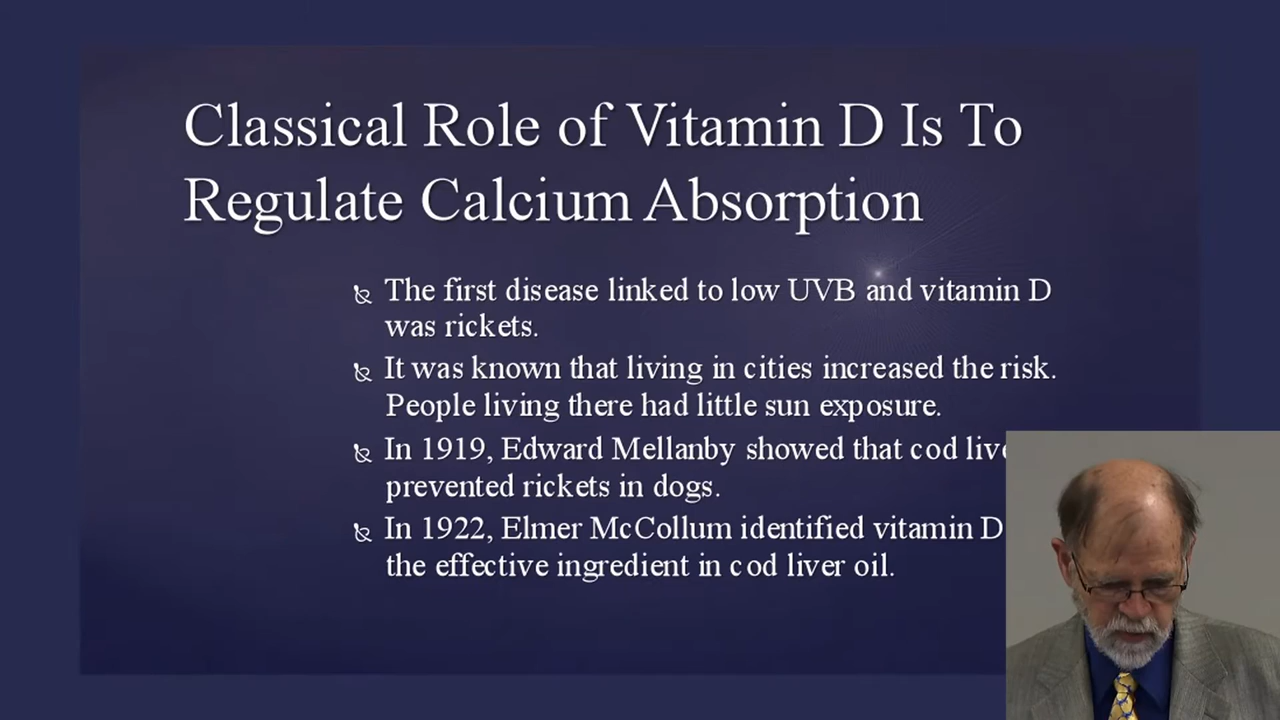 Classical Role of Vitamin D Is To
Regulate Calcium Absorption
The first disease linked to low UVB and vitamin D
was rickets.
It was known that living in cities increased the risk.
People living there had little sun exposure.
In 1919, Edward Mellanby showed that cod
prevented rickets in dogs.
In 1922, Elmer McCollum identified vitamin D
the effective ingredient in cod liver oil.